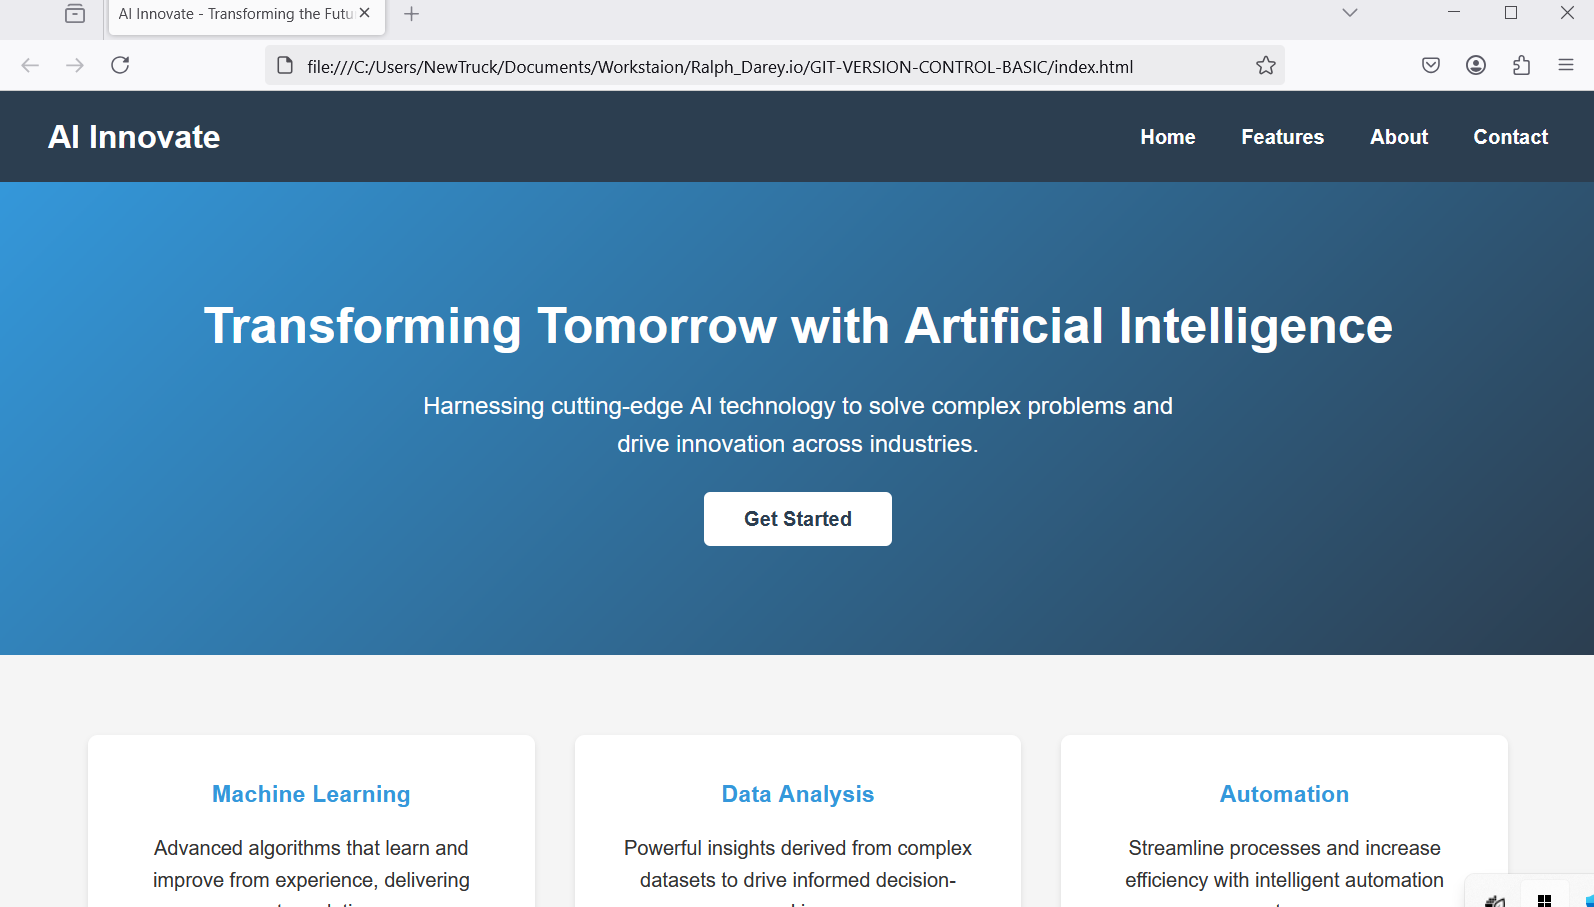 AI Innovate - Transforming the Futu
file:///C:/Users/NewTruck/Documents/Workstaion/Ralph_Darey.io/GIT-VERSION-CONTROL-BASIC/index.html
AI Innovate
Home Features About Contact
Transforming Tomorrow with Artificial Intelligence
Harnessing cutting-edge AI technology to solve complex problems and
drive innovation across industries.
Get Started
Machine Learning
Advanced algorithms that learn and
improve from experience, delivering
Data Analysis
Powerful insights derived from complex
datasets to drive informed decision-
Automation
Streamline processes and increase
efficiency with intelligent automation